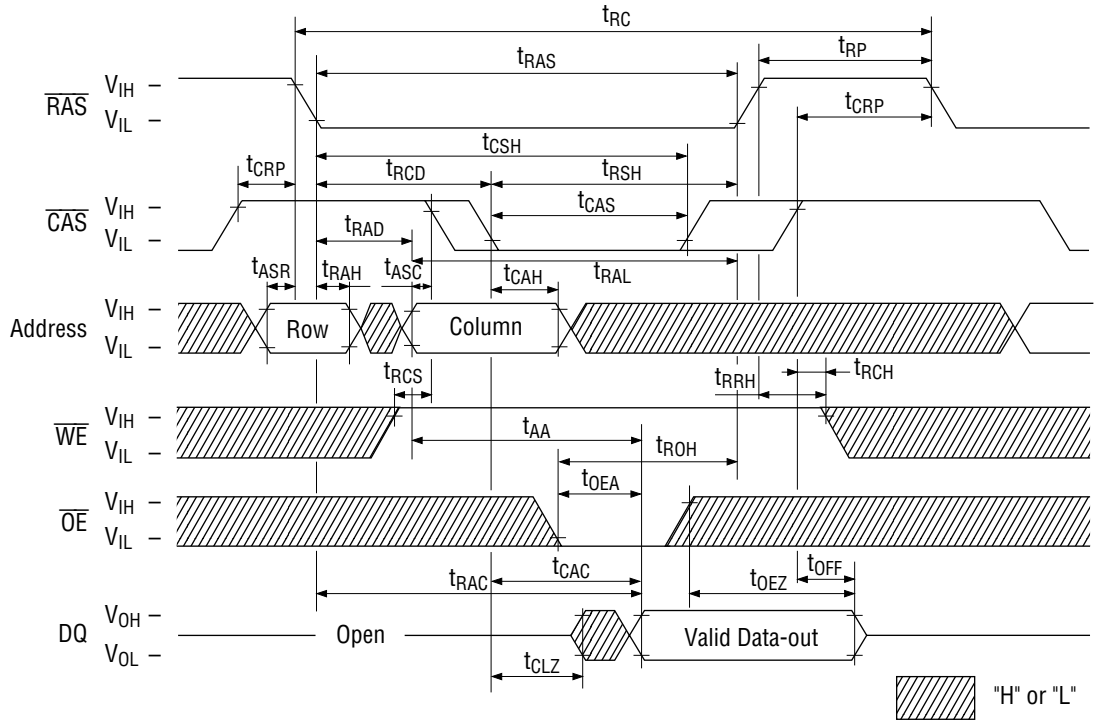 tRC
tRAS
tRP
RAS
VIH –
VIL –
tCRP
tCSH
tCRP
tRCD
tRSH
CAS
VIH –
VIL –
tCAS
tRAD
tRAL
tASR
tRAH
tASC
tCAH
Address
VIH –
VIL –
Row
Column
tRCS
tRRH
tRCH
WE
VIH –
VIL –
tAA
tROH
tOEA
OE
VIH –
VIL –
tCAC
tRAC
tOEZ
tOFF
DQ
VOH –
VOL –
Open
Valid Data-out
tCLZ
"H" or "L"